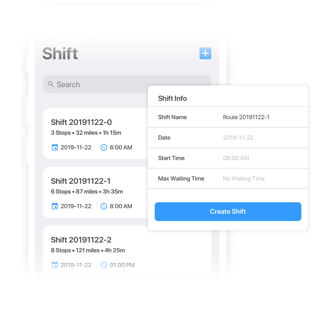 Shift
Search
Shift 20191122-0
3 Stops • 32 miles • 1h 15m
2019-11-22 6:00 AM
Shift 20191122-1
6 Stops • 87 miles • 3h 35m
2019-11-22 8:00 AM
Shift 20191122-2
8 Stops • 121 miles • 4h 25m
2019-11-22 01:00 PM
Shift Info
Shift Name Route 20191122-1
Date 2019-11-22
Start Time 08:00 AM
Max Waiting Time No Waiting Time
Create Shift